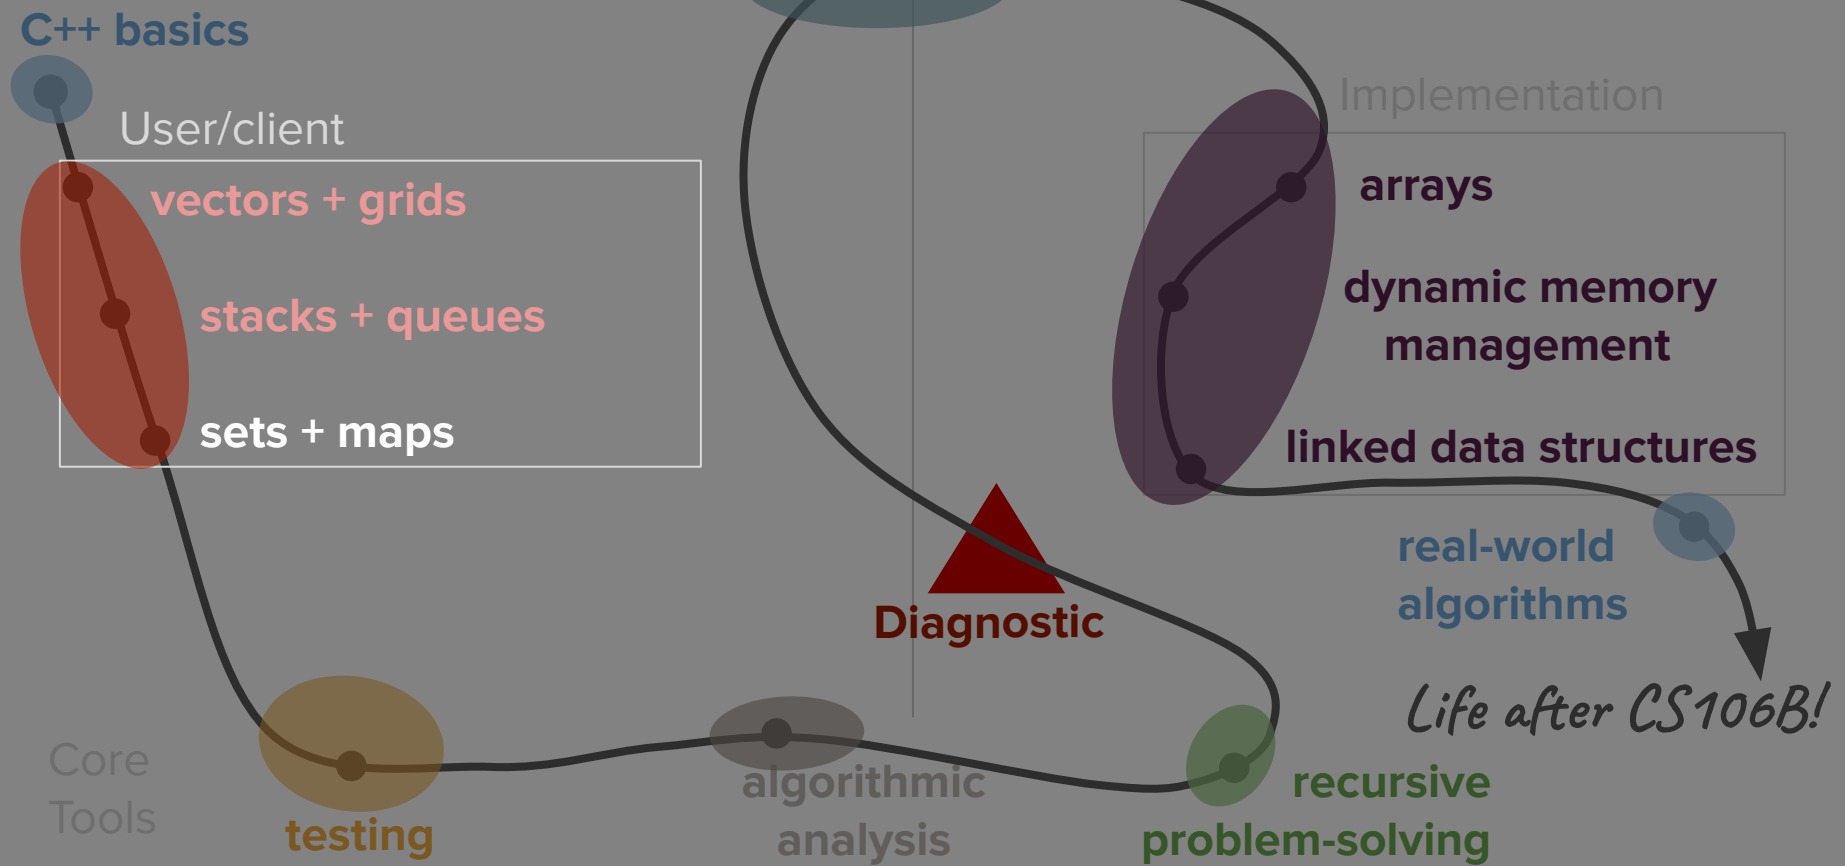 C++ basics
User/client
vectors + grids
stacks + queues
sets + maps
Core
Tools
testing
algorithmic
analysis
recursive
problem-solving
Diagnostic
Implementation
arrays
dynamic memory
management
linked data structures
real-world
algorithms
Life after CS106B!